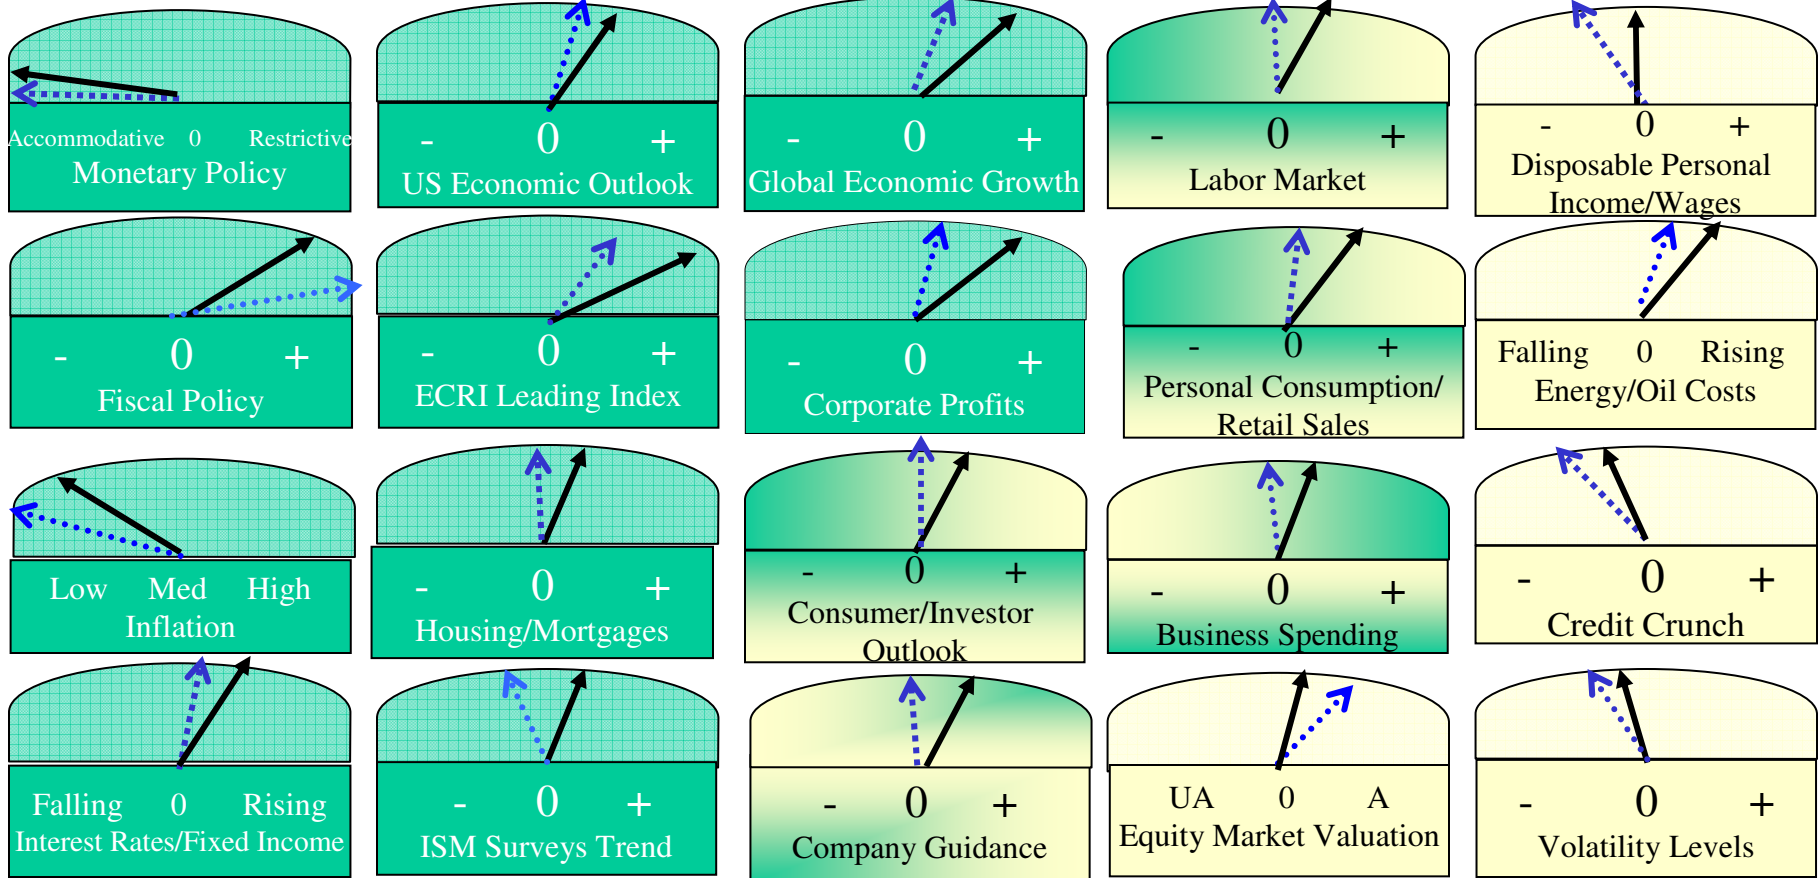 Accommodative 0 Restrictive
Monetary Policy
- 0 +
US Economic Outlook
- 0 +
Global Economic Growth
- 0 +
Labor Market
- 0 +
Disposable Personal
Income/Wages
- 0 +
Fiscal Policy
- 0 +
ECRI Leading Index
- 0 +
Corporate Profits
- 0 +
Personal Consumption/
Retail Sales
Falling 0 Rising
Energy/Oil Costs
Low Med High
Inflation
- 0 +
Housing/Mortgages
- 0 +
Consumer/Investor
Outlook
- 0 +
Business Spending
- 0 +
Credit Crunch
Falling 0 Rising
Interest Rates/Fixed Income
- 0 +
ISM Surveys Trend
- 0 +
Company Guidance
UA 0 A
Equity Market Valuation
- 0 +
Volatility Levels